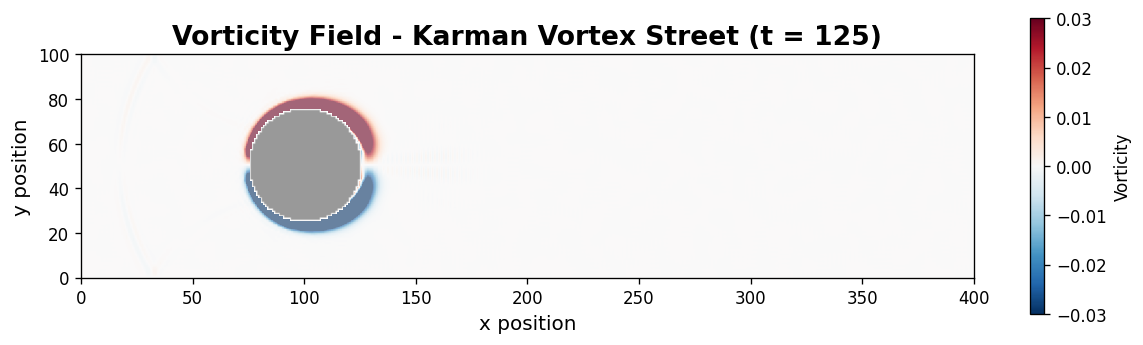 Vorticity Field - Karman Vortex Street (t = 125)
100
80
60
40
20
0
y position
0 50 100 150 200 250 300 350 400
x position
0.03
0.02
0.01
0.00
−0.01
−0.02
−0.03
Vorticity